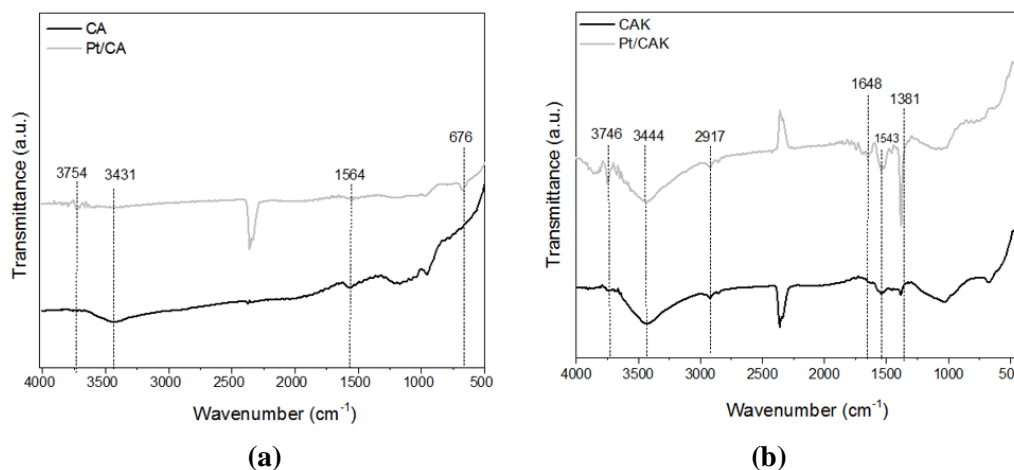 CA
Pt/CA
3754
3431
1564
676
Transmittance (a.u.)
4000 3500 3000 2500 2000 1500 1000 500
Wavenumber (cm⁻¹)
(a)
CAK
Pt/CAK
3746
3444
2917
1648
1381
1543
Transmittance (a.u.)
4000 3500 3000 2500 2000 1500 1000 50
Wavenumber (cm⁻¹)
(b)